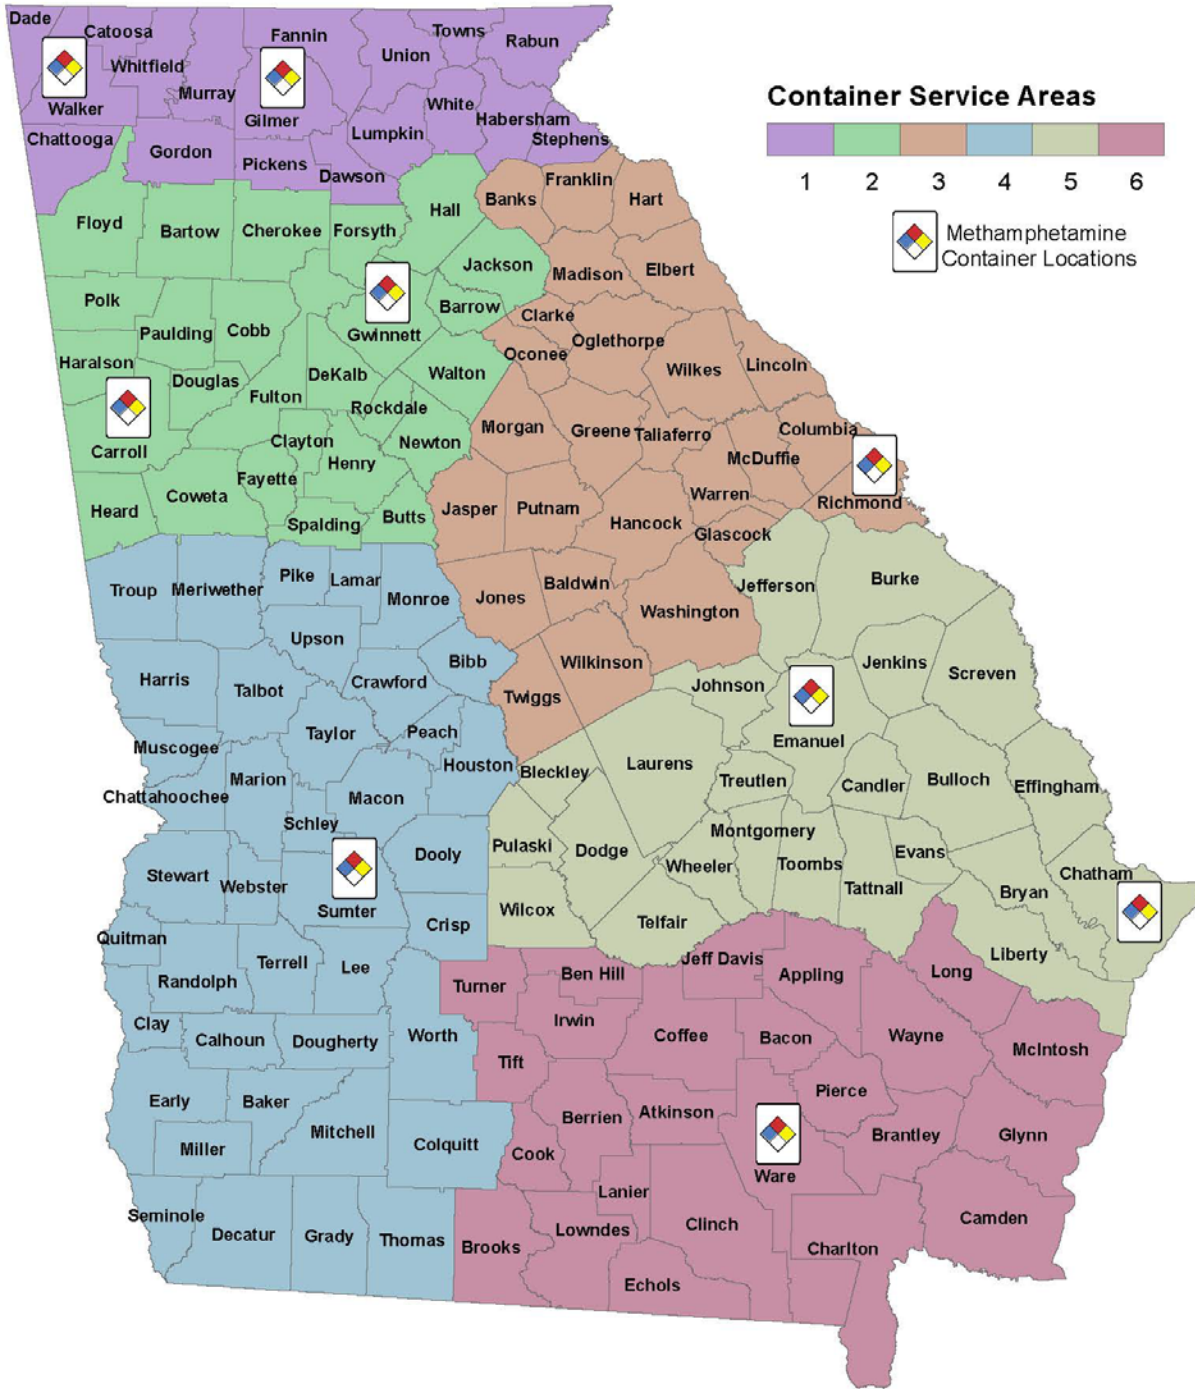 Dade
Catoosa
Fannin
Towns
Union
Rabun
Whitfield
Murray
Walker
Gilmer
White
Habersham
Lumpkin
Stephens
Chattooga
Gordon
Pickens
Dawson
Container Service Areas
1 2 3 4 5 6
Methamphetamine
Container Locations
Franklin
Banks
Hart
Hall
Floyd
Bartow
Cherokee
Forsyth
Jackson
Madison
Elbert
Polk
Barrow
Clarke
Paulding
Cobb
Gwinnett
Oglethorpe
Oconee
Haralson
Douglas
DeKalb
Walton
Wilkes
Lincoln
Fulton
Rockdale
Carroll
Clayton
Newton
Morgan
Greene
Taliaferro
Columbia
McDuffie
Henry
Fayette
Coweta
Heard
Spalding
Butts
Jasper
Putnam
Warren
Richmond
Hancock
Glascock
Troup
Meriwether
Pike
Lamar
Monroe
Jones
Baldwin
Washington
Jefferson
Burke
Upson
Bibb
Wilkinson
Jenkins
Screven
Harris
Talbot
Crawford
Twiggs
Johnson
Emanuel
Muscogee
Taylor
Peach
Houston
Bleckley
Laurens
Treutlen
Candler
Bulloch
Effingham
Marion
Chattahoochee
Macon
Schley
Dooly
Pulaski
Dodge
Montgomery
Wheeler
Toombs
Evans
Tattnall
Bryan
Chatham
Stewart
Webster
Sumter
Crisp
Wilcox
Telfair
Liberty
Quitman
Randolph
Terrell
Lee
Turner
Ben Hill
Jeff Davis
Appling
Long
Clay
Calhoun
Dougherty
Worth
Irwin
Tift
Coffee
Bacon
Wayne
McIntosh
Early
Baker
Miller
Mitchell
Colquitt
Berrien
Cook
Atkinson
Pierce
Ware
Brantley
Glynn
Seminole
Decatur
Grady
Thomas
Brooks
Lanier
Lowndes
Clinch
Echols
Charlton
Camden